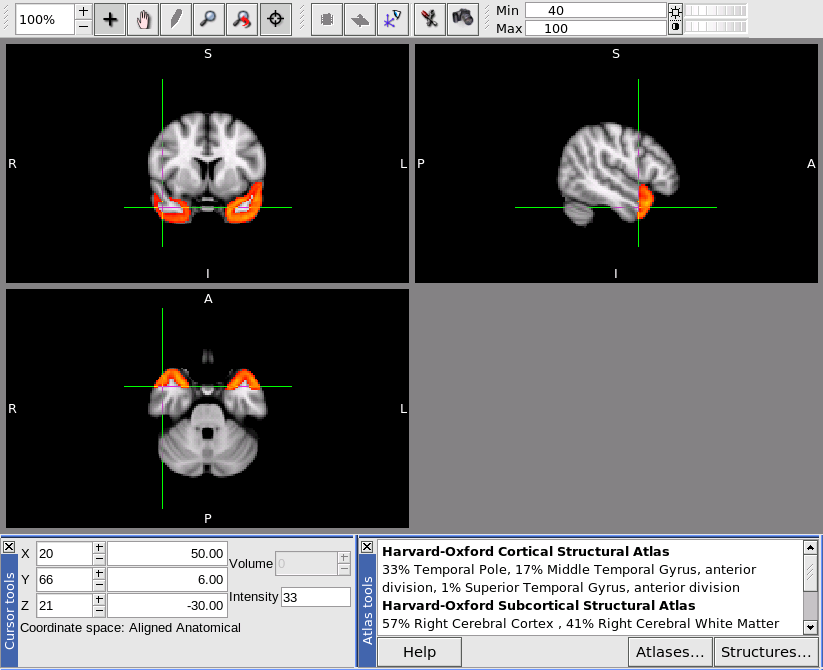 100%
Min 40
Max 100
S
R L
I
S
P A
I
A
R L
P
Cursor tools
X 20 50.00
Y 66 6.00
Z 21 -30.00
Volume 0
Intensity 33
Coordinate space: Aligned Anatomical
Atlas tools
Harvard-Oxford Cortical Structural Atlas
33% Temporal Pole, 17% Middle Temporal Gyrus, anterior
division, 1% Superior Temporal Gyrus, anterior division
Harvard-Oxford Subcortical Structural Atlas
57% Right Cerebral Cortex , 41% Right Cerebral White Matter
Help Atlases... Structures...